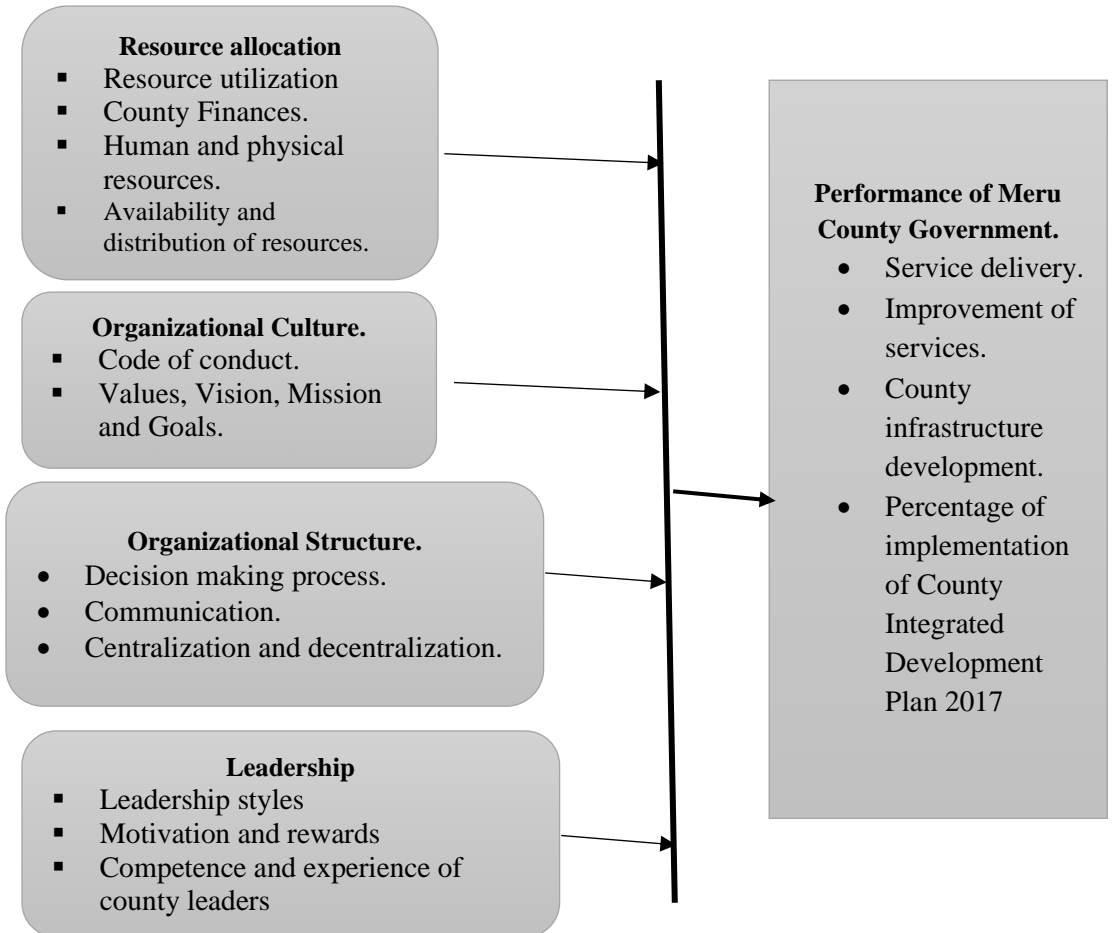 Resource allocation
▪ Resource utilization
▪ County Finances.
▪ Human and physical
resources.
▪ Availability and
distribution of resources.
Organizational Culture.
▪ Code of conduct.
▪ Values, Vision, Mission
and Goals.
Organizational Structure.
• Decision making process.
• Communication.
• Centralization and decentralization.
Leadership
▪ Leadership styles
▪ Motivation and rewards
▪ Competence and experience of
county leaders
Performance of Meru
County Government.
• Service delivery.
• Improvement of
services.
• County
infrastructure
development.
• Percentage of
implementation
of County
Integrated
Development
Plan 2017